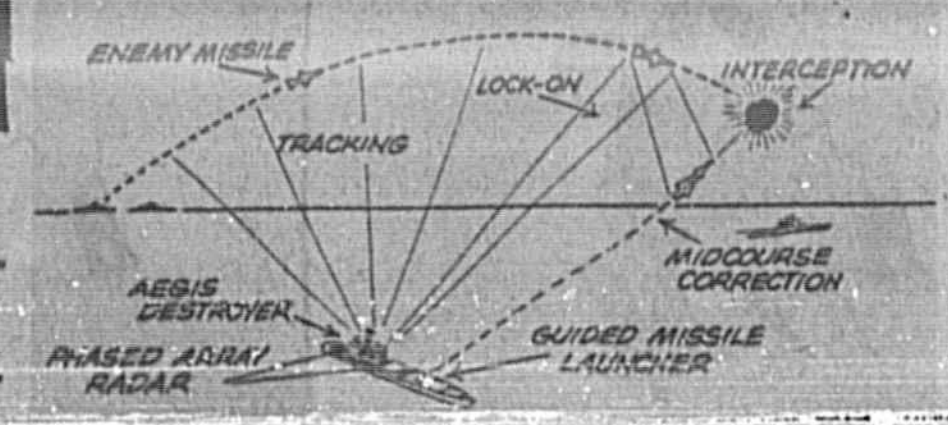 ENEMY MISSILE
LOCK-ON
INTERCEPTION
TRACKING
MIDCOURSE
CORRECTION
AEGIS
DESTROYER
GUIDED MISSILE
LAUNCHER
PHASED ARRAY
RADAR